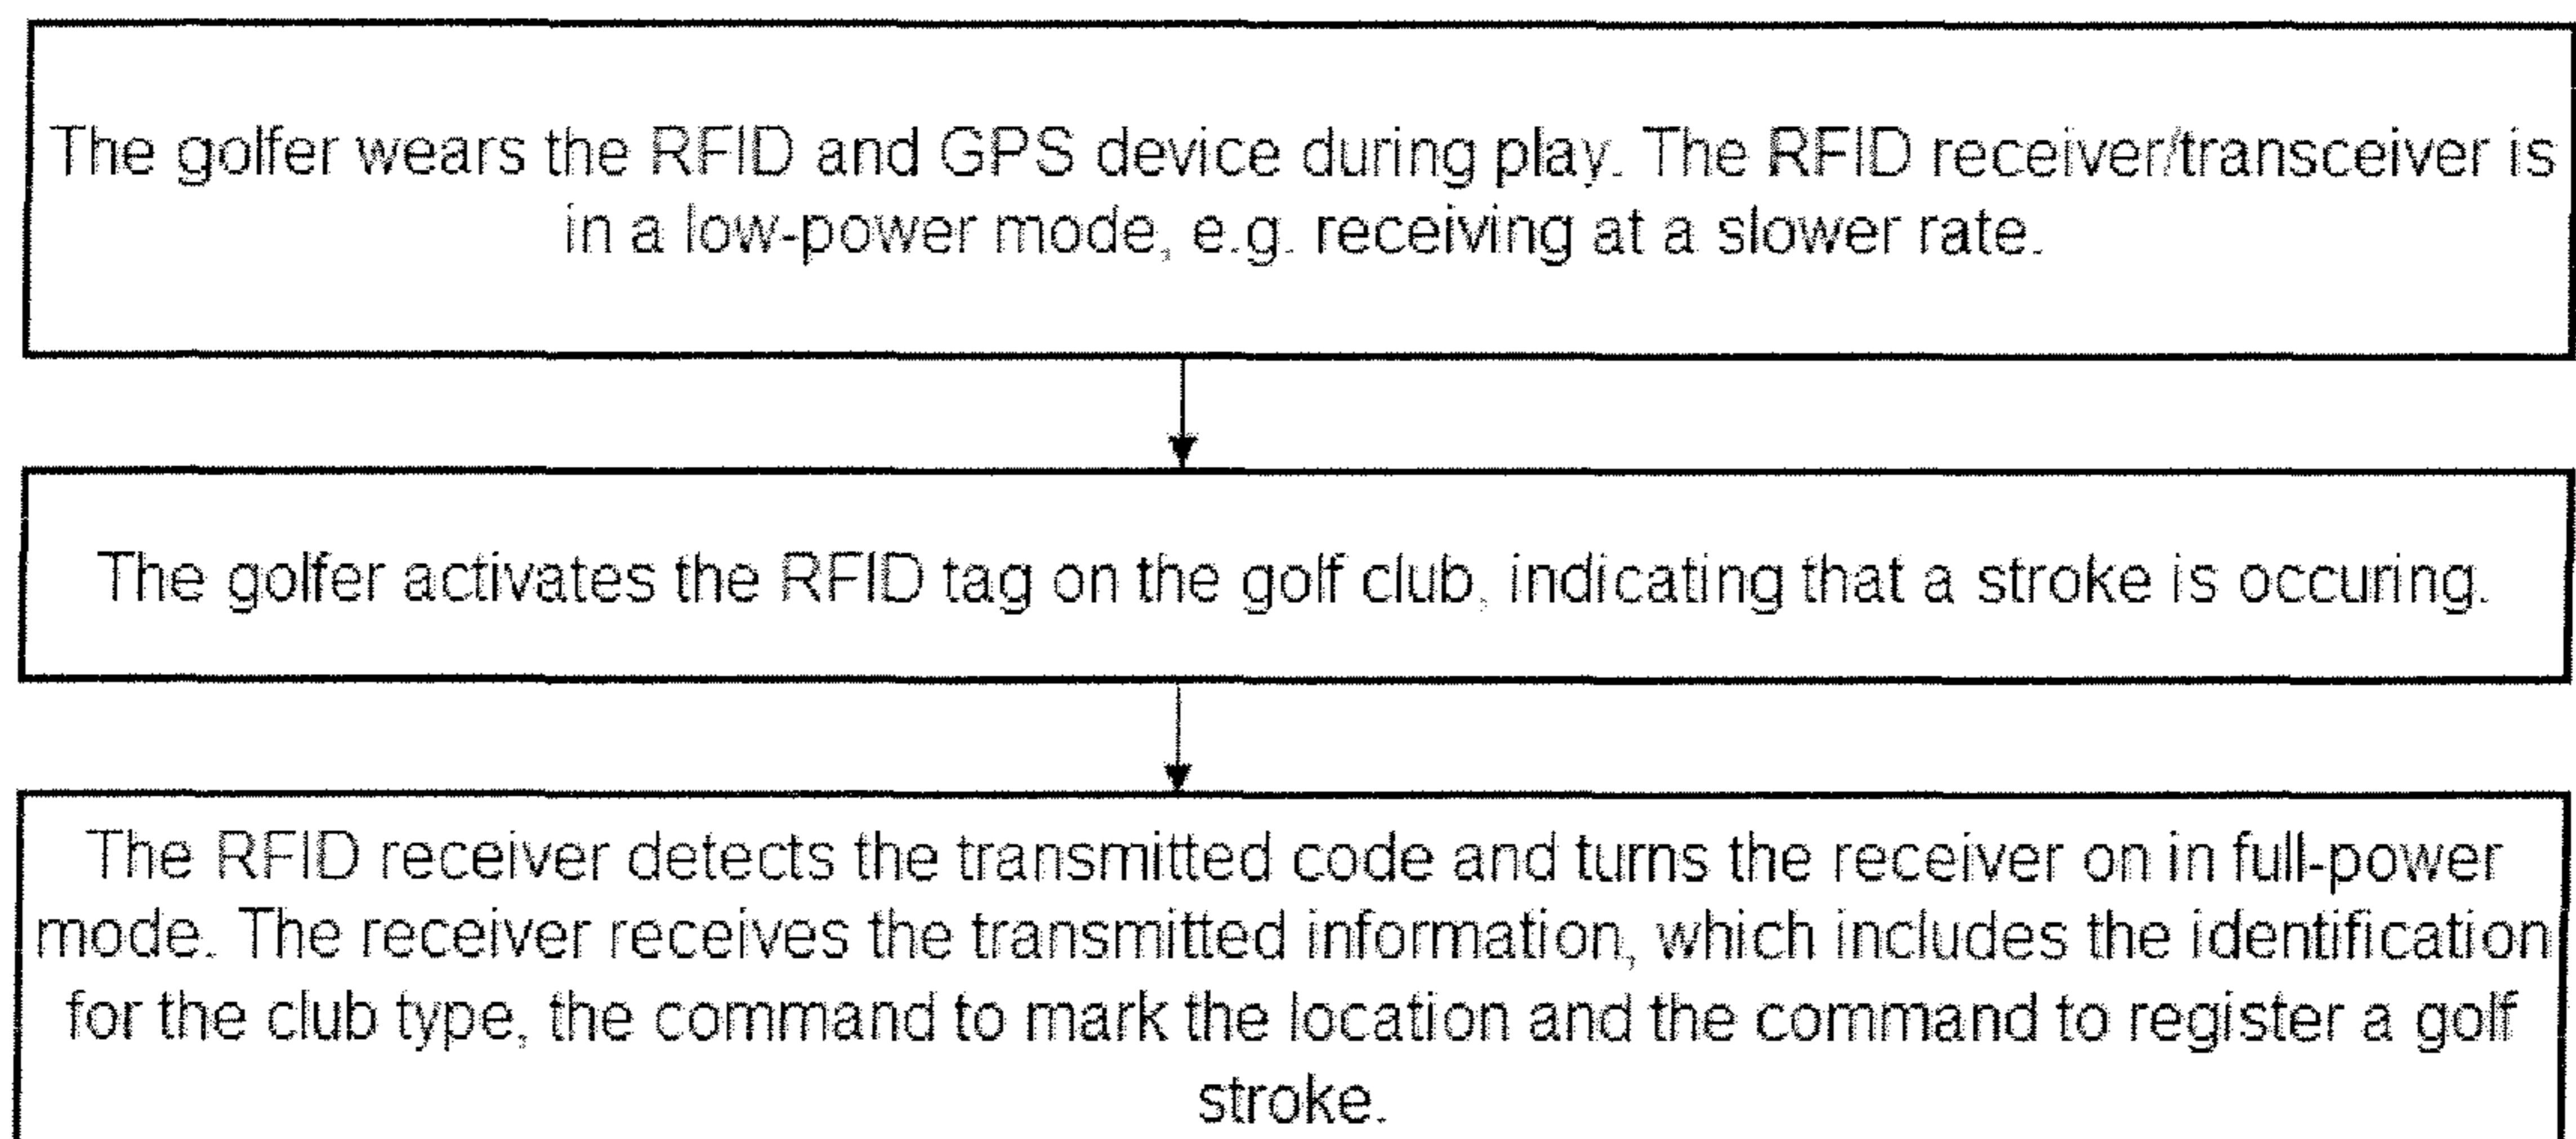 The golfer wears the RFID and GPS device during play. The RFID receiver/transceiver is
in a low-power mode, e.g. receiving at a slower rate.
The golfer activates the RFID tag on the golf club, indicating that a stroke is occuring.
The RFID receiver detects the transmitted code and turns the receiver on in full-power
mode. The receiver receives the transmitted information, which includes the identification
for the club type, the command to mark the location and the command to register a golf
stroke.